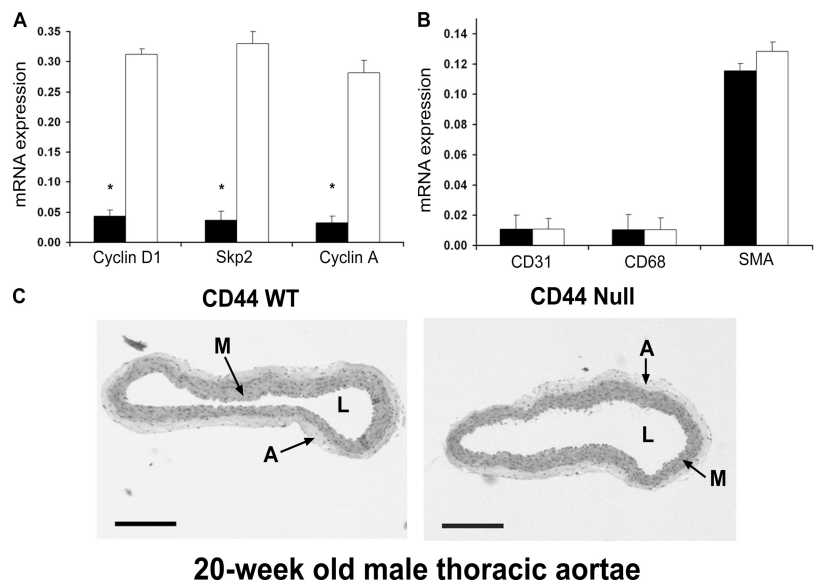 A
mRNA expression
0.35
0.30
0.25
0.20
0.15
0.10
0.05
0.00
*
*
*
Cyclin D1
Skp2
Cyclin A
B
mRNA expression
0.14
0.12
0.10
0.08
0.06
0.04
0.02
0.00
CD31
CD68
SMA
C
CD44 WT
M
L
A
CD44 Null
A
L
M
20-week old male thoracic aortae